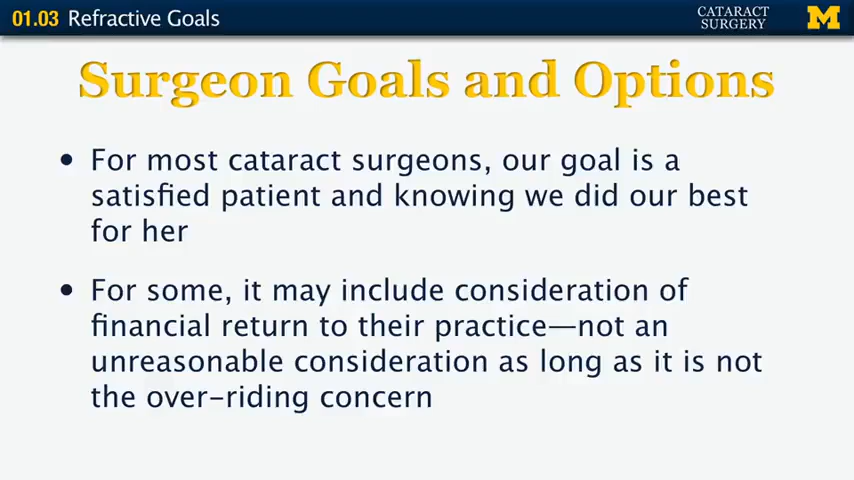 01.03 Refractive Goals
CATARACT
SURGERY
M
Surgeon Goals and Options
• For most cataract surgeons, our goal is a
satisfied patient and knowing we did our best
for her
• For some, it may include consideration of
financial return to their practice—not an
unreasonable consideration as long as it is not
the over-riding concern